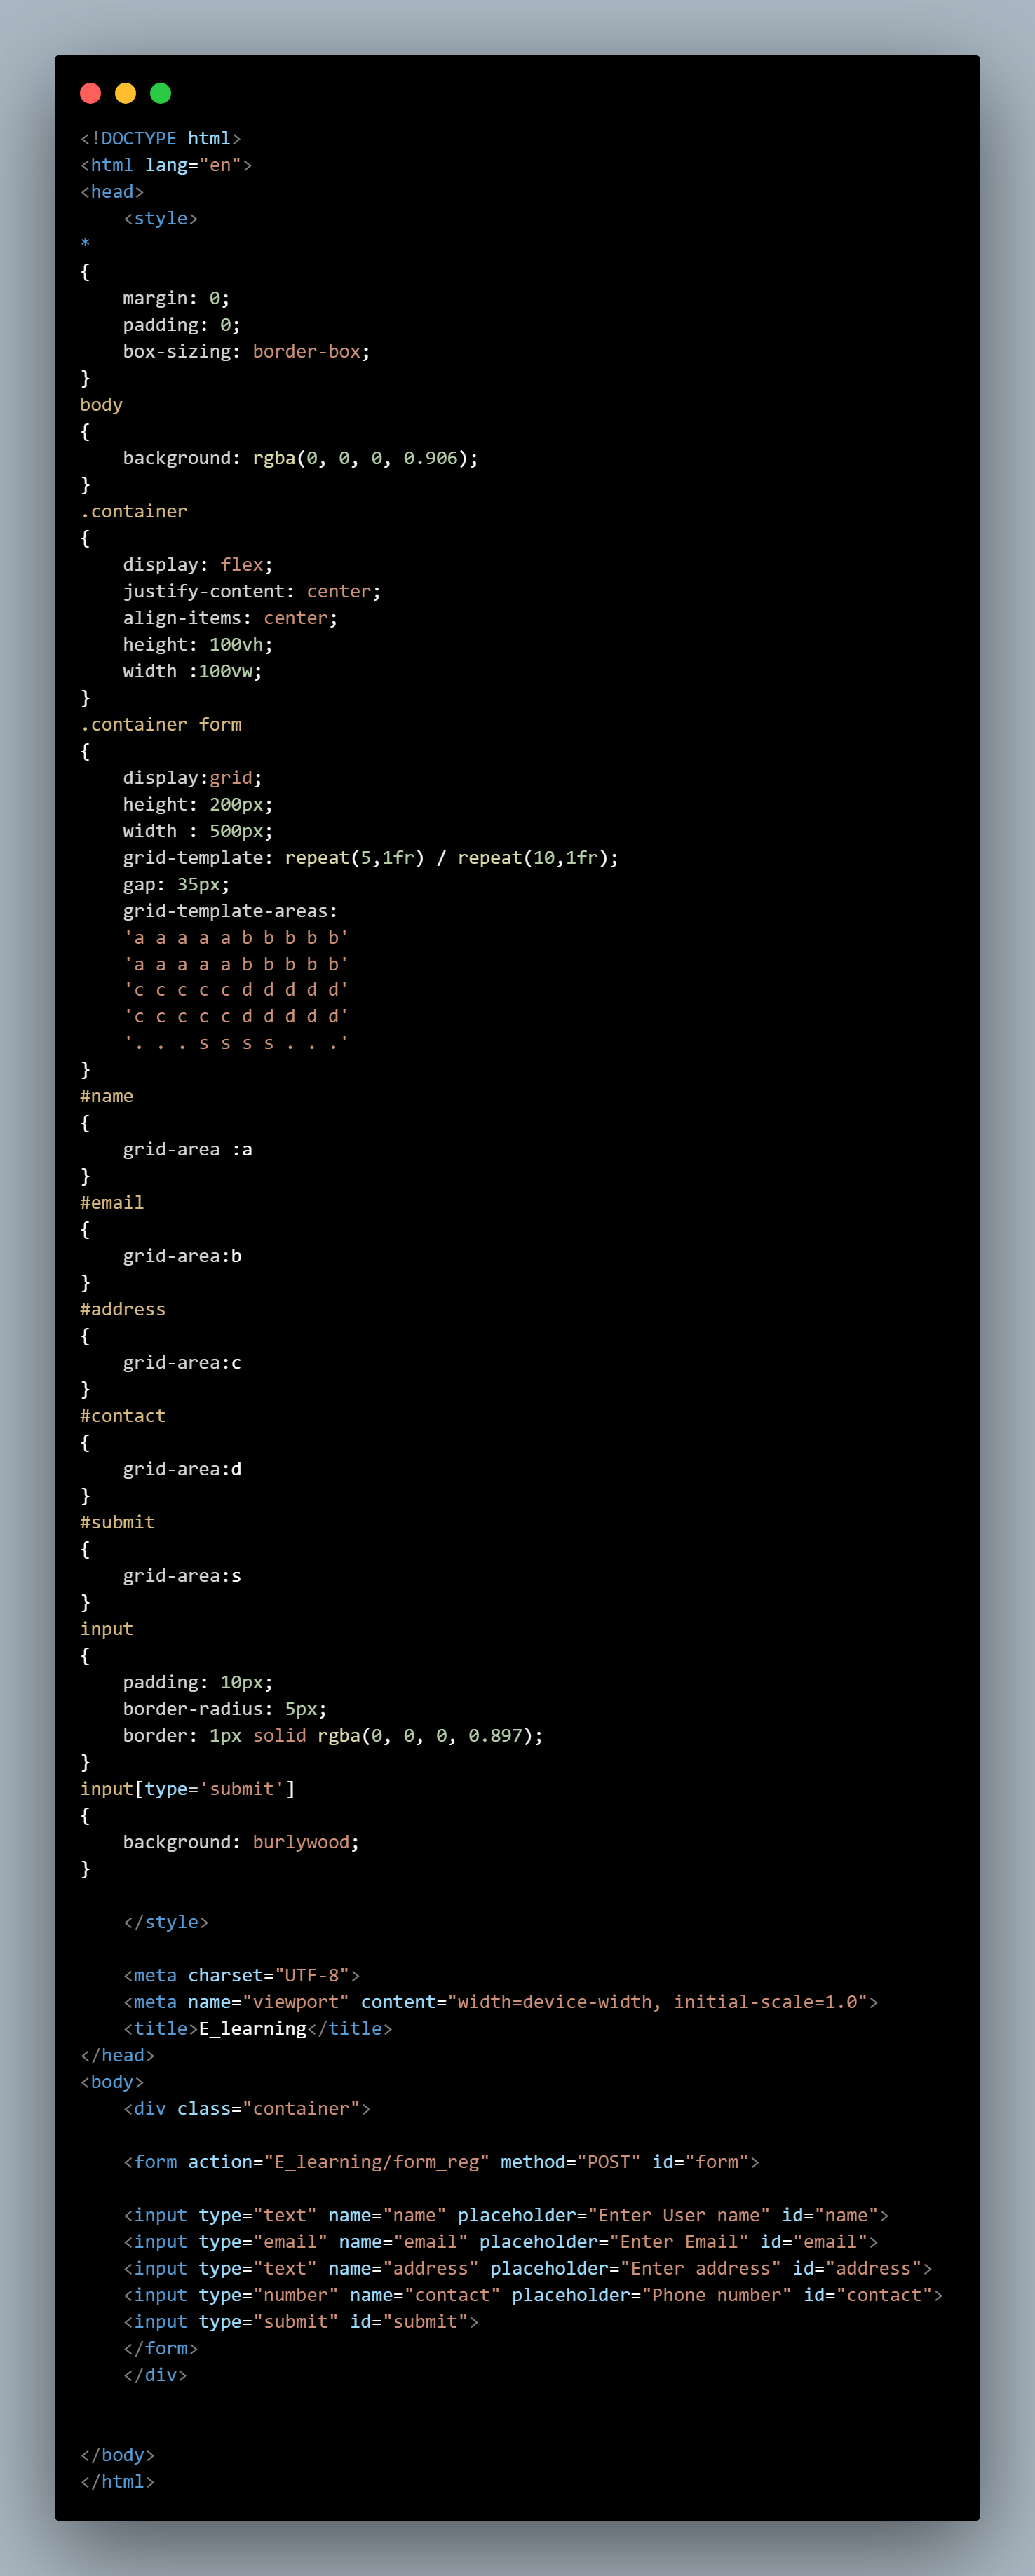 <!DOCTYPE html>
<html lang="en">
<head>
    <style>
*
{
    margin: 0;
    padding: 0;
    box-sizing: border-box;
}
body
{
    background: rgba(0, 0, 0, 0.906);
}
.container
{
    display: flex;
    justify-content: center;
    align-items: center;
    height: 100vh;
    width :100vw;
}
.container form
{
    display:grid;
    height: 200px;
    width : 500px;
    grid-template: repeat(5,1fr) / repeat(10,1fr);
    gap: 35px;
    grid-template-areas:
    'a a a a a b b b b b'
    'a a a a a b b b b b'
    'c c c c c d d d d d'
    'c c c c c d d d d d'
    '. . . s s s s . . .'
}
#name
{
    grid-area :a
}
#email
{
    grid-area:b
}
#address
{
    grid-area:c
}
#contact
{
    grid-area:d
}
#submit
{
    grid-area:s
}
input
{
    padding: 10px;
    border-radius: 5px;
    border: 1px solid rgba(0, 0, 0, 0.897);
}
input[type='submit']
{
    background: burlywood;
}

    </style>

    <meta charset="UTF-8">
    <meta name="viewport" content="width=device-width, initial-scale=1.0">
    <title>E_learning</title>
</head>
<body>
    <div class="container">

    <form action="E_learning/form_reg" method="POST" id="form">

    <input type="text" name="name" placeholder="Enter User name" id="name">
    <input type="email" name="email" placeholder="Enter Email" id="email">
    <input type="text" name="address" placeholder="Enter address" id="address">
    <input type="number" name="contact" placeholder="Phone number" id="contact">
    <input type="submit" id="submit">
    </form>
    </div>


</body>
</html>